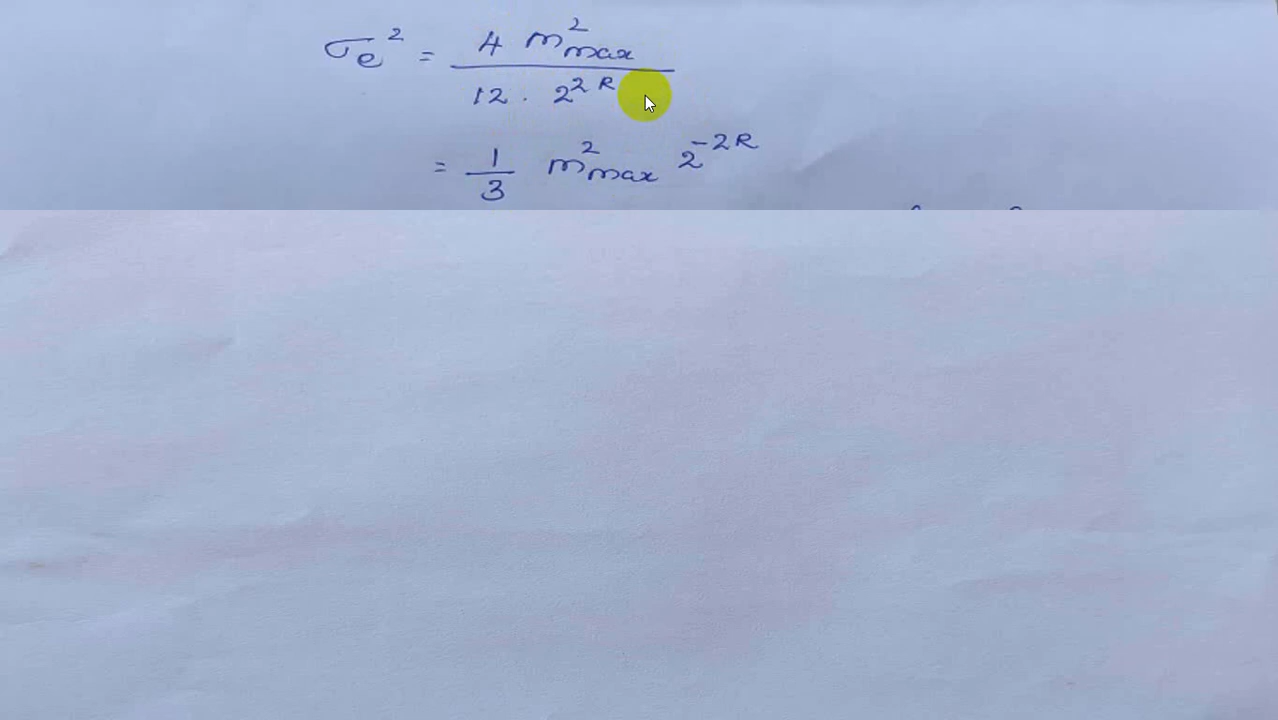 σe² = 4 m²max / 12 · 2^2R
= 1/3 m²max 2^-2R